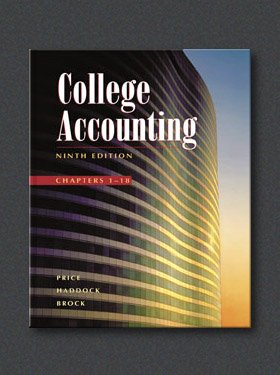 College
Accounting
NINTH EDITION
CHAPTERS 1–18
PRICE
HADDOCK
BROCK